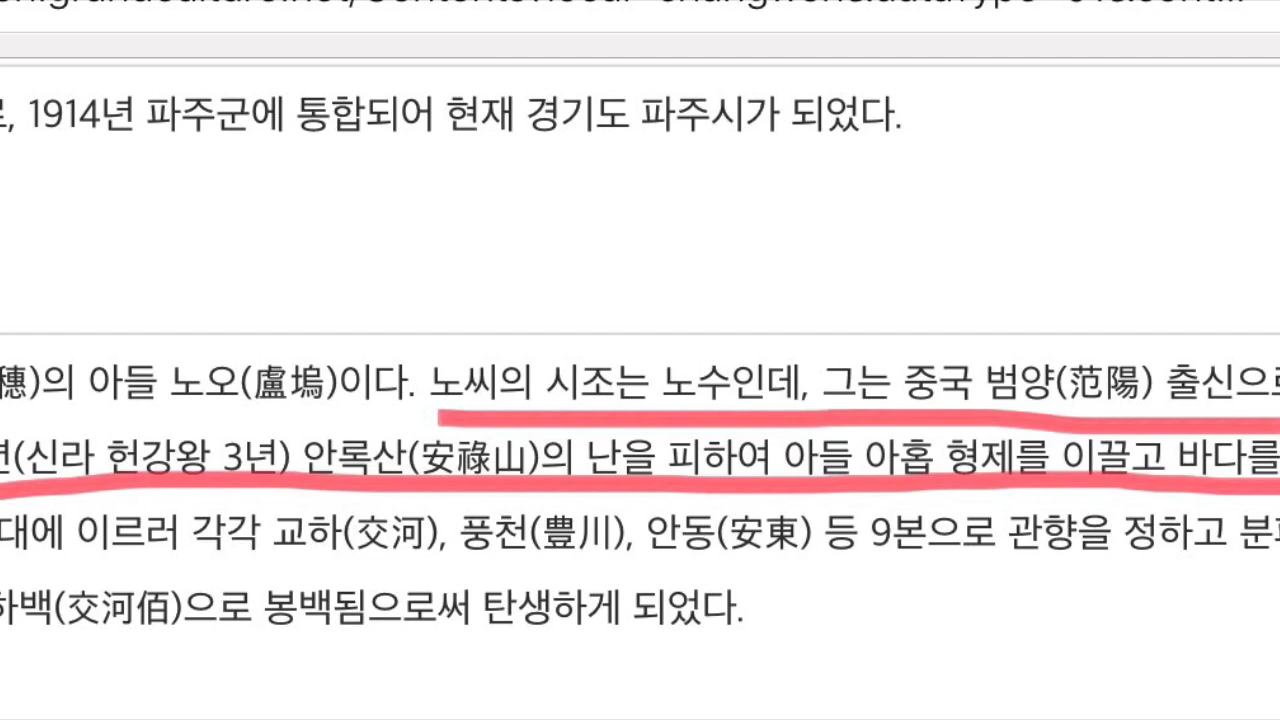 , 1914년 파주군에 통합되어 현재 경기도 파주시가 되었다.
穗)의 아들 노오(盧塢)이다. 노씨의 시조는 노수인데, 그는 중국 범양(范陽) 출신으로
(신라 헌강왕 3년) 안록산(安祿山)의 난을 피하여 아들 아홉 형제를 이끌고 바다를
대에 이르러 각각 교하(交河), 풍천(豊川), 안동(安東) 등 9본으로 관향을 정하고
하백(交河佰)으로 봉백됨으로써 탄생하게 되었다.